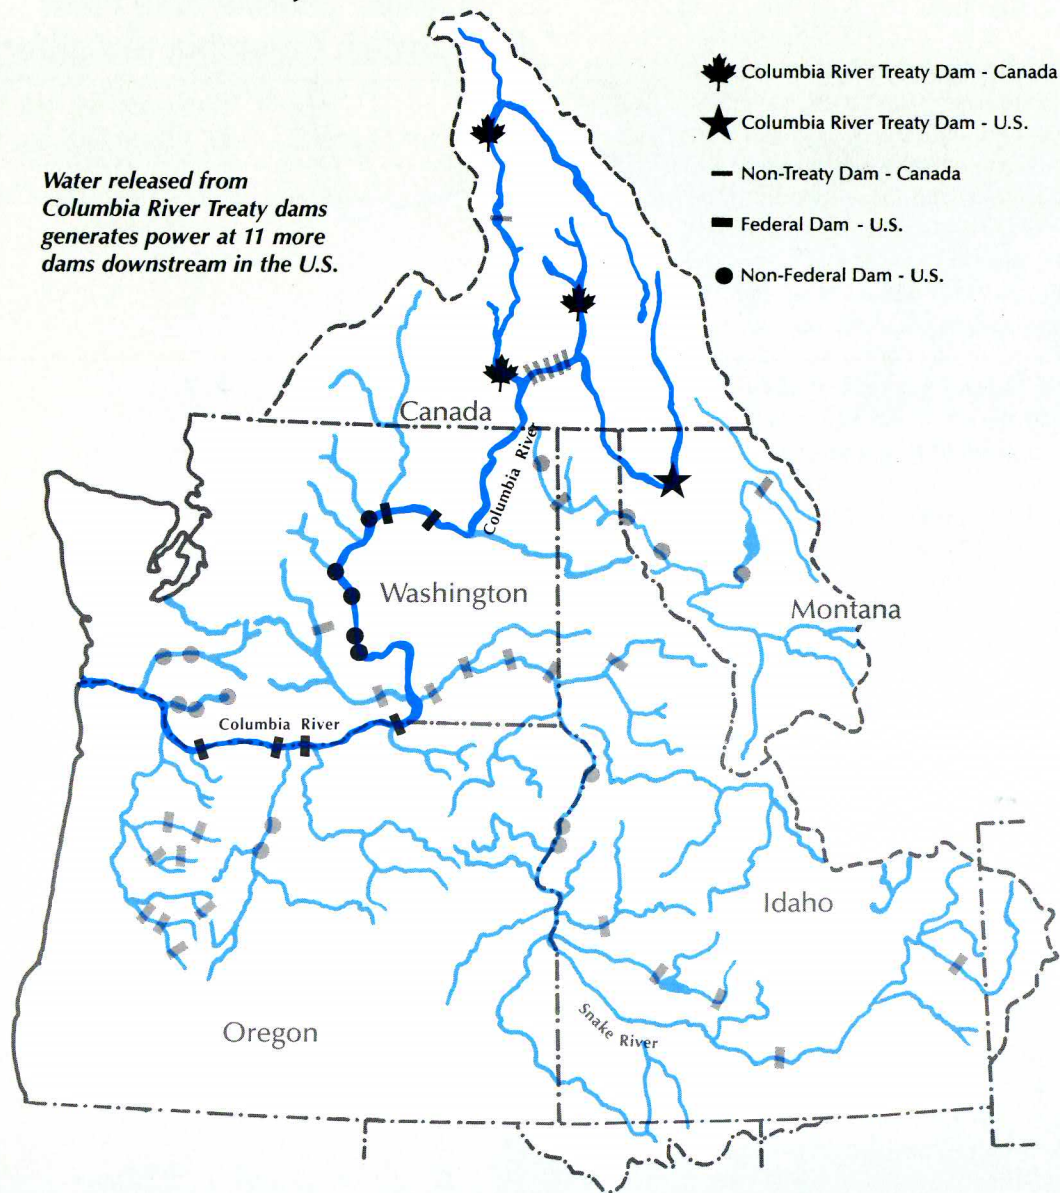 Columbia River Treaty Dam - Canada
Columbia River Treaty Dam - U.S.
Non-Treaty Dam - Canada
Federal Dam - U.S.
Non-Federal Dam - U.S.
Water released from
Columbia River Treaty dams
generates power at 11 more
dams downstream in the U.S.
Canada
Columbia River
Washington
Montana
Columbia River
Idaho
Snake River
Oregon